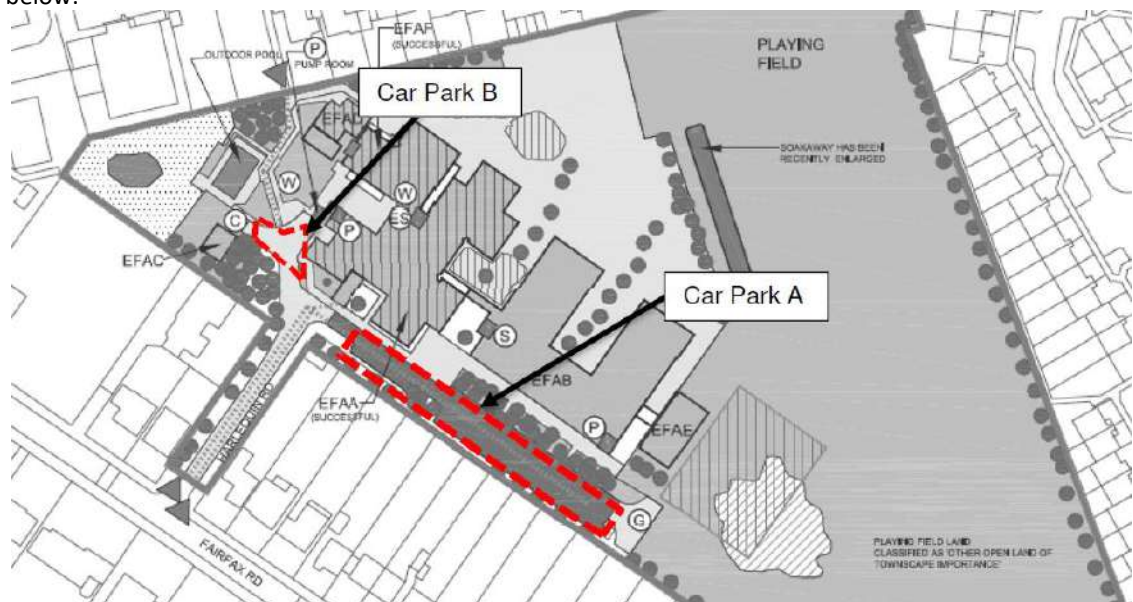 below:
EFAF
(SUCCESSFUL)
OUTDOOR POOL
P
PUMP ROOM
PLAYING
FIELD
Car Park B
EFAD
SOAKAWAY HAS BEEN
RECENTLY ENLARGED
W
W
ES
C
P
EFAC
Car Park A
S
EFAB
EFAA
(SUCCESSFUL)
HARLEQUIN RD
P
EFAE
G
FAIRFAX RD
PLAYING FIELD LAND
CLASSIFIED AS 'OTHER OPEN LAND OF
TOWNSCAPE IMPORTANCE'